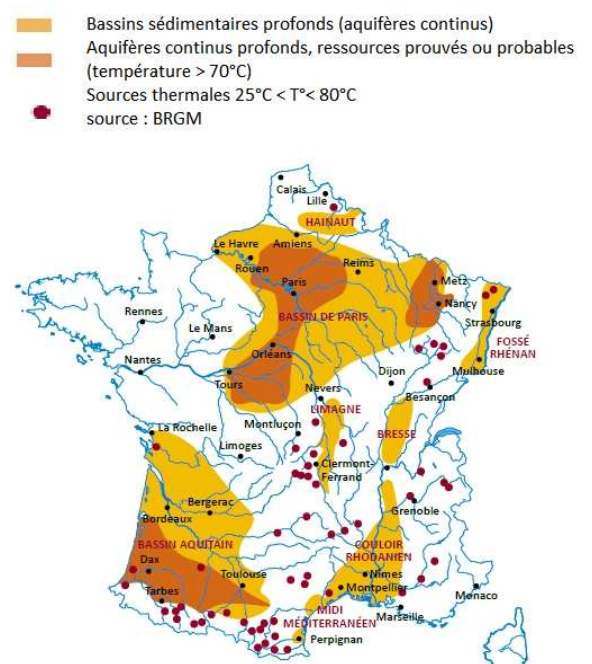 Bassins sédimentaires profonds (aquifères continus)
Aquifères continus profonds, ressources prouvés ou probables
(température > 70°C)
Sources thermales 25°C < T°< 80°C
source : BRGM
Calais
Lille
HAINAUT
Le Havre
Amiens
Rouen
Reims
Paris
Metz
Nancy
BASSIN DE PARIS
Strasbourg
Rennes
Le Mans
FOSSÉ
RHÉNAN
Orléans
Nantes
Tours
Dijon
Mulhouse
Nevers
Besançon
LIMAGNE
La Rochelle
Montluçon
BRESSE
Limoges
Clermont-
Ferrand
Bergerac
Grenoble
Bordeaux
BASSIN AQUITAIN
COULOIR
RHODANIEN
Dax
Toulouse
Nîmes
Tarbes
Montpellier
Monaco
MIDI
MÉDITERRANÉEN
Marseille
Perpignan